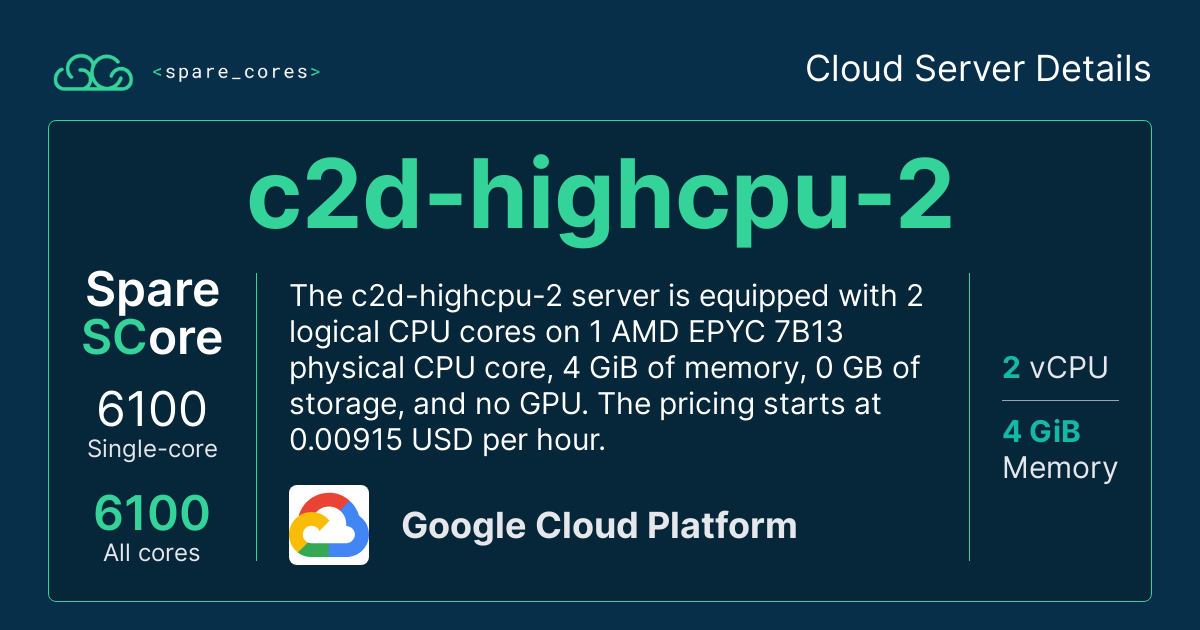 <spare_cores>
Cloud Server Details
c2d-highcpu-2
Spare
SCore
6100
Single-core
6100
All cores
The c2d-highcpu-2 server is equipped with 2
logical CPU cores on 1 AMD EPYC 7B13
physical CPU core, 4 GiB of memory, 0 GB of
storage, and no GPU. The pricing starts at
0.00915 USD per hour.
Google Cloud Platform
2 vCPU
4 GiB
Memory